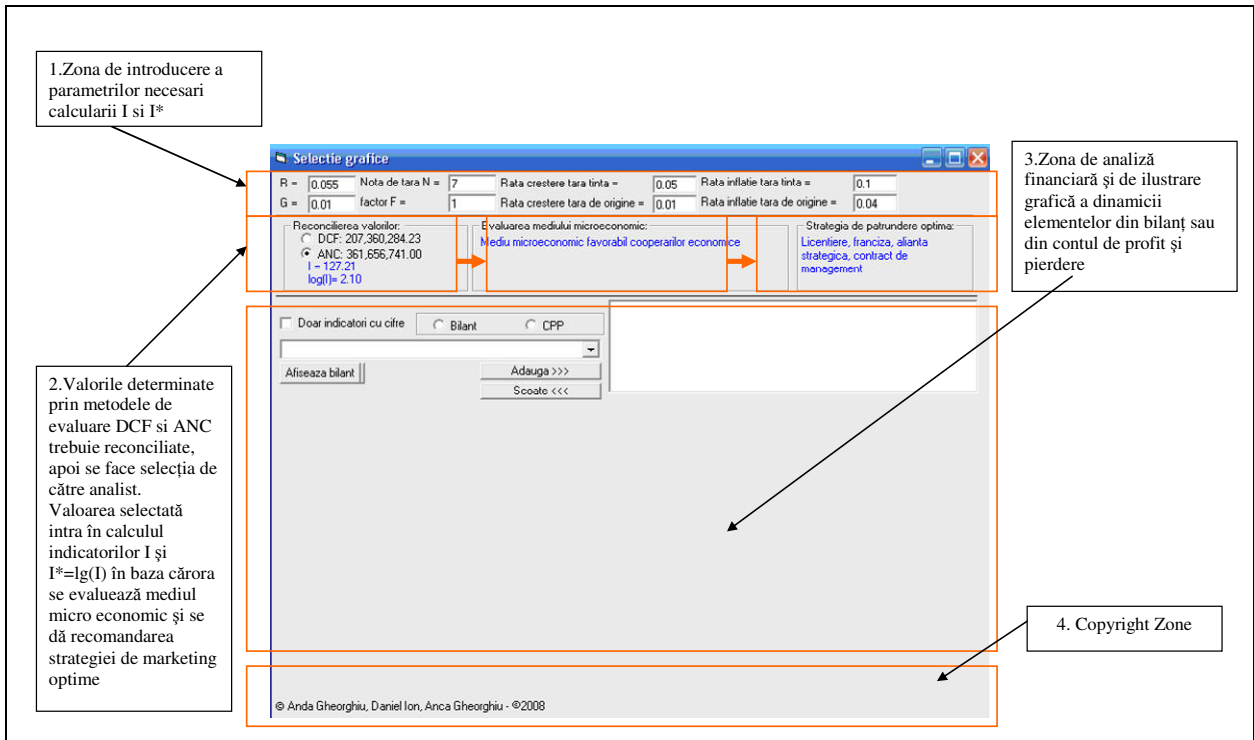 1.Zona de introducere a
parametrilor necesari
calcularii I si I*
Selectie grafice
R = 0.055 Nota de tara N = 7 Rata crestere tara tinta = 0.05 Rata inflatie tara tinta = 0.1
G = 0.01 factor F = 1 Rata crestere tara de origine = 0.01 Rata inflatie tara de origine = 0.04
Reconcilierea valorilor:
DCF: 207,360,284.23
ANC: 361,656,741.00
I = 127.21
log(I)= 2.10
Evaluarea mediului microeconomic:
Mediu microeconomic favorabil cooperarilor economice
Strategia de patrundere optima:
Licentiere, franciza, alianta
strategica, contract de
management
Doar indicatori cu cifre
Bilant
CPP
Afiseaza bilant
Adauga >>>
Scoate <<<
© Anda Gheorghiu, Daniel Ion, Anca Gheorghiu - ©2008
2.Valorile determinate
prin metodele de
evaluare DCF si ANC
trebuie reconciliate,
apoi se face selecția de
către analist.
Valoarea selectată
intra în calculul
indicatorilor I și
I*=lg(I) în baza cărora
se evaluează mediul
micro economic și se
dă recomandarea
strategiei de marketing
optime
3.Zona de analiză
financiară și de ilustrare
grafică a dinamicii
elementelor din bilanț sau
din contul de profit și
pierdere
4. Copyright Zone